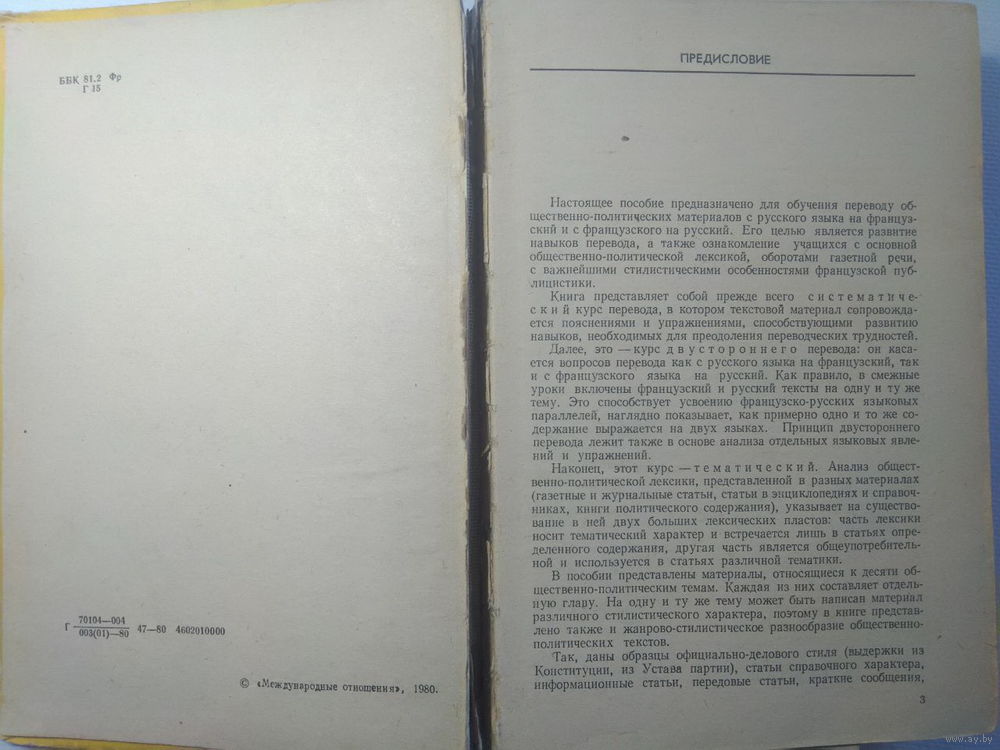 ББК 81.2 Фр
Г 15
Г 70104—004
003(01)—80 47—80 4602010000
© «Международные отношения», 1980.
ПРЕДИСЛОВИЕ
Настоящее пособие предназначено для обучения переводу об-
щественно-политических материалов с русского языка на француз-
ский и с французского на русский. Его целью является развитие
навыков перевода, а также ознакомление учащихся с основной
общественно-политической лексикой, оборотами газетной речи,
с важнейшими стилистическими особенностями французской пуб-
лицистики.
Книга представляет собой прежде всего систематиче-
ский курс перевода, в котором текстовой материал сопровожда-
ется пояснениями и упражнениями, способствующими развитию
навыков, необходимых для преодоления переводческих трудностей.
Далее, это — курс двустороннего перевода: он каса-
ется вопросов перевода как с русского языка на французский, так
и с французского языка на русский. Как правило, в смежные
уроки включены французский и русский тексты на одну и ту же
тему. Это способствует усвоению французско-русских языковых
параллелей, наглядно показывает, как примерно одно и то же со-
держание выражается на двух языках. Принцип двустороннего
перевода лежит также в основе анализа отдельных языковых явле-
ний и упражнений.
Наконец, этот курс — тематический. Анализ общест-
венно-политической лексики, представленной в разных материалах
(газетные и журнальные статьи, статьи в энциклопедиях и справоч-
никах, книги политического содержания), указывает на существо-
вание в ней двух больших лексических пластов: часть лексики
носит тематический характер и встречается лишь в статьях опре-
деленного содержания, другая часть является общеупотребитель-
ной и используется в статьях различной тематики.
В пособии представлены материалы, относящиеся к десяти об-
щественно-политическим темам. Каждая из них составляет отдель-
ную главу. На одну и ту же тему может быть написан материал
различного стилистического характера, поэтому в книге представ-
лено также и жанрово-стилистическое разнообразие общественно-
политических текстов.
Так, даны образцы официально-делового стиля (выдержки из
Конституции, из Устава партии), статьи справочного характера,
информационные статьи, передовые статьи, краткие сообщения,
3
www.ay.by